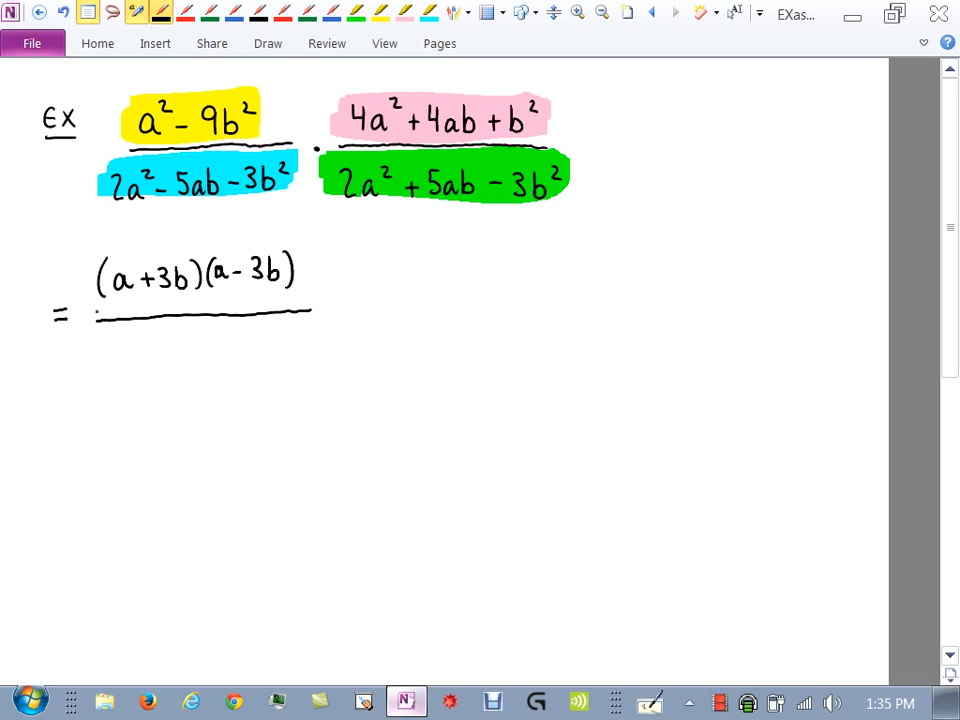 EXas...
File Home Insert Share Draw Review View Pages
EX a² - 9b² / 2a² - 5ab - 3b² · 4a² + 4ab + b² / 2a² + 5ab - 3b²
= (a + 3b)(a - 3b)
1:35 PM